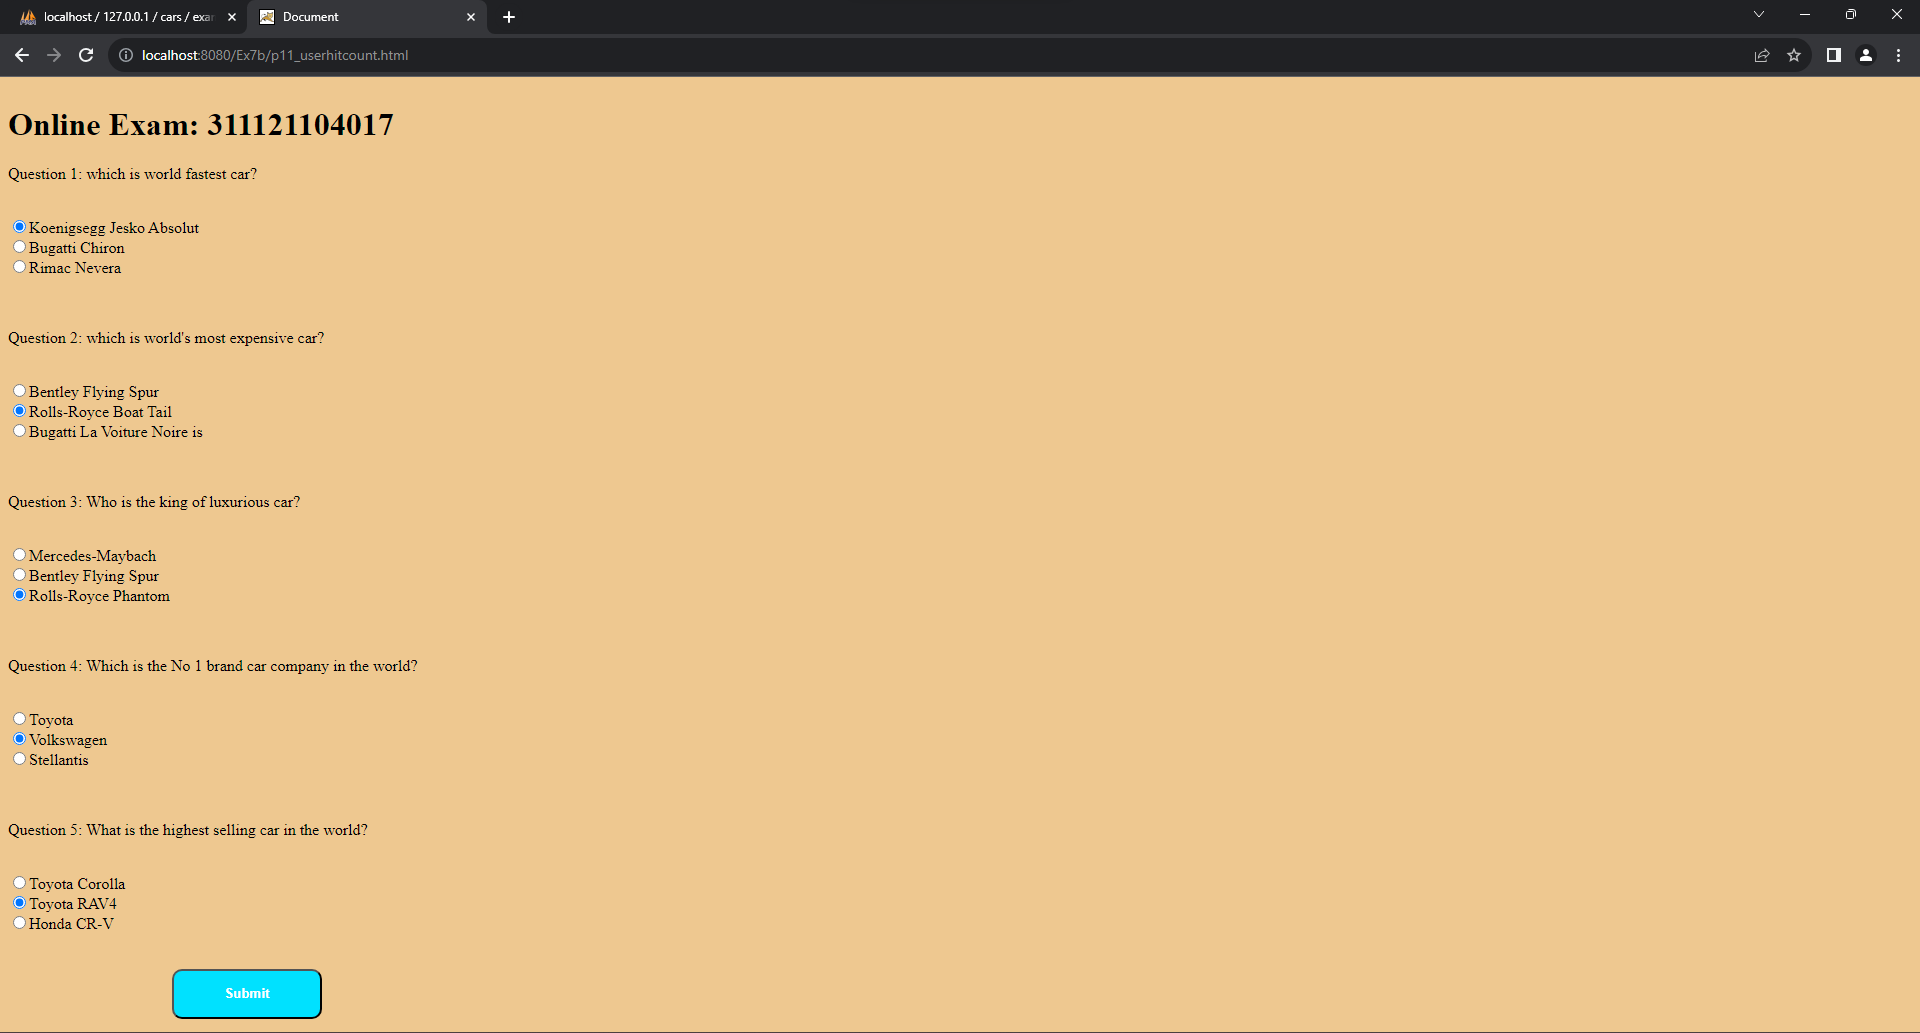 localhost / 127.0.0.1 / cars / exar
Document
localhost:8080/Ex7b/p11_userhitcount.html
Online Exam: 311121104017
Question 1: which is world fastest car?
Koenigsegg Jesko Absolut
Bugatti Chiron
Rimac Nevera
Question 2: which is world's most expensive car?
Bentley Flying Spur
Rolls-Royce Boat Tail
Bugatti La Voiture Noire is
Question 3: Who is the king of luxurious car?
Mercedes-Maybach
Bentley Flying Spur
Rolls-Royce Phantom
Question 4: Which is the No 1 brand car company in the world?
Toyota
Volkswagen
Stellantis
Question 5: What is the highest selling car in the world?
Toyota Corolla
Toyota RAV4
Honda CR-V
Submit